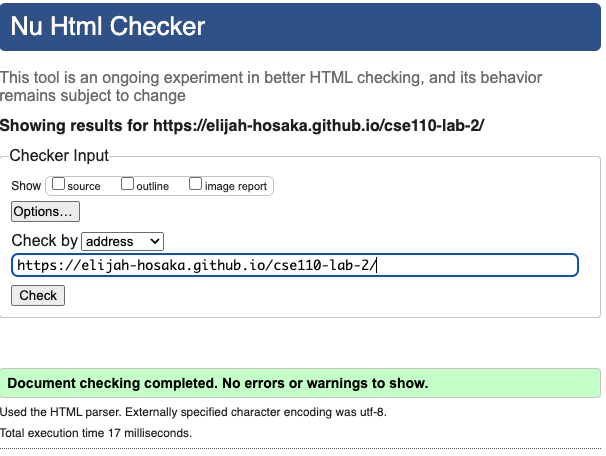 Nu Html Checker
This tool is an ongoing experiment in better HTML checking, and its behavior
remains subject to change
Showing results for https://elijah-hosaka.github.io/cse110-lab-2/
Checker Input
Show source outline image report
Options...
Check by address
https://elijah-hosaka.github.io/cse110-lab-2/
Check
Document checking completed. No errors or warnings to show.
Used the HTML parser. Externally specified character encoding was utf-8.
Total execution time 17 milliseconds.